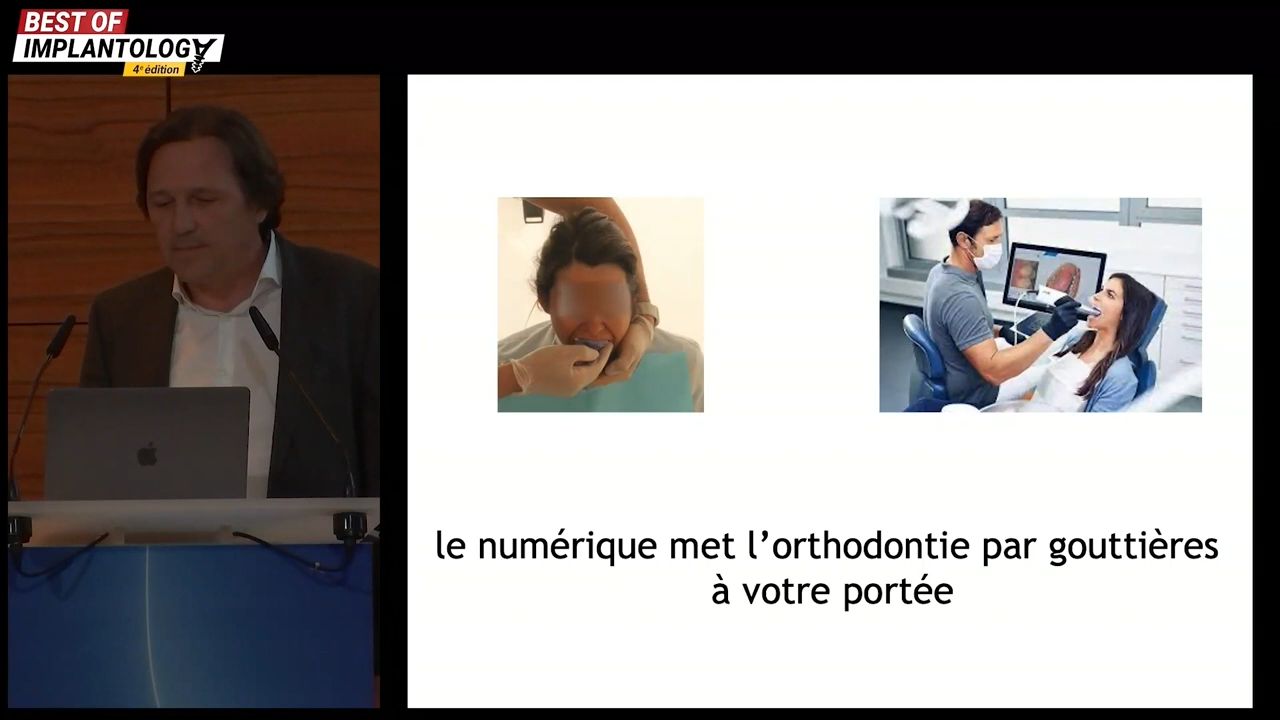 BEST OF
IMPLANTOLOGY
4e édition
le numérique met l’orthodontie par gouttières
à votre portée